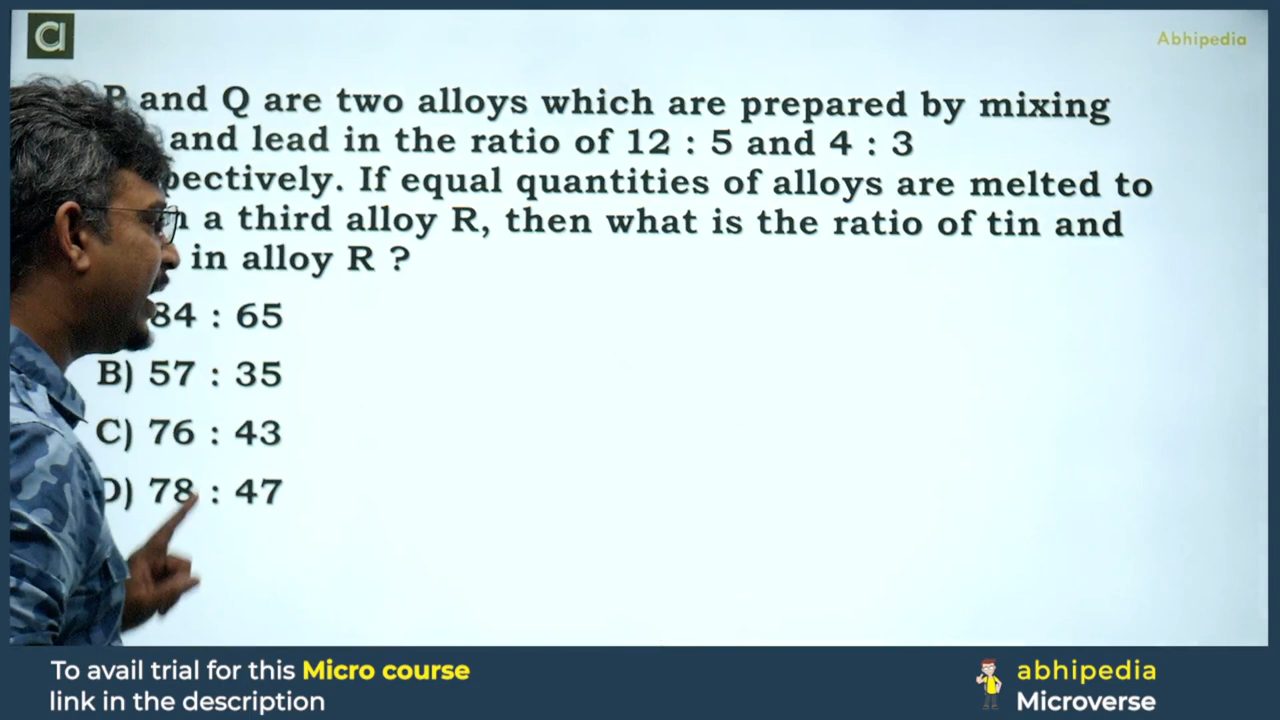 a
Abhipedia
P and Q are two alloys which are prepared by mixing
and lead in the ratio of 12 : 5 and 4 : 3
pectively. If equal quantities of alloys are melted to
a third alloy R, then what is the ratio of tin and
in alloy R ?
84 : 65
B) 57 : 35
C) 76 : 43
D) 78 : 47
To avail trial for this Micro course
link in the description
abhipedia
Microverse